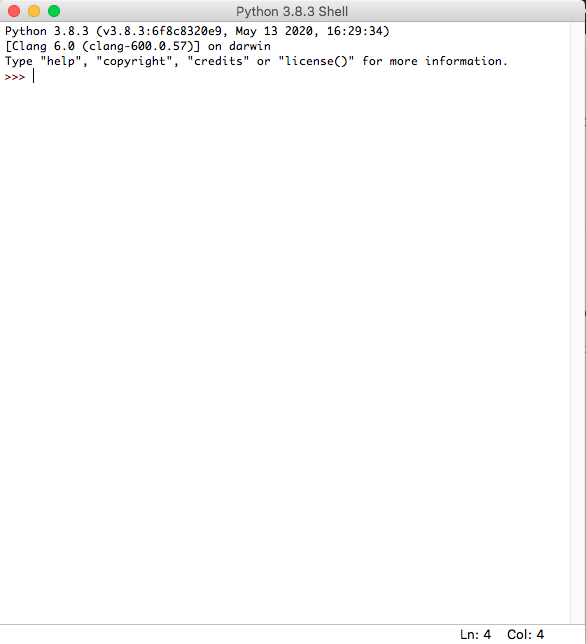 Python 3.8.3 Shell
Python 3.8.3 (v3.8.3:6f8c8320e9, May 13 2020, 16:29:34)
[Clang 6.0 (clang-600.0.57)] on darwin
Type "help", "copyright", "credits" or "license()" for more information.
>>>
Ln: 4 Col: 4